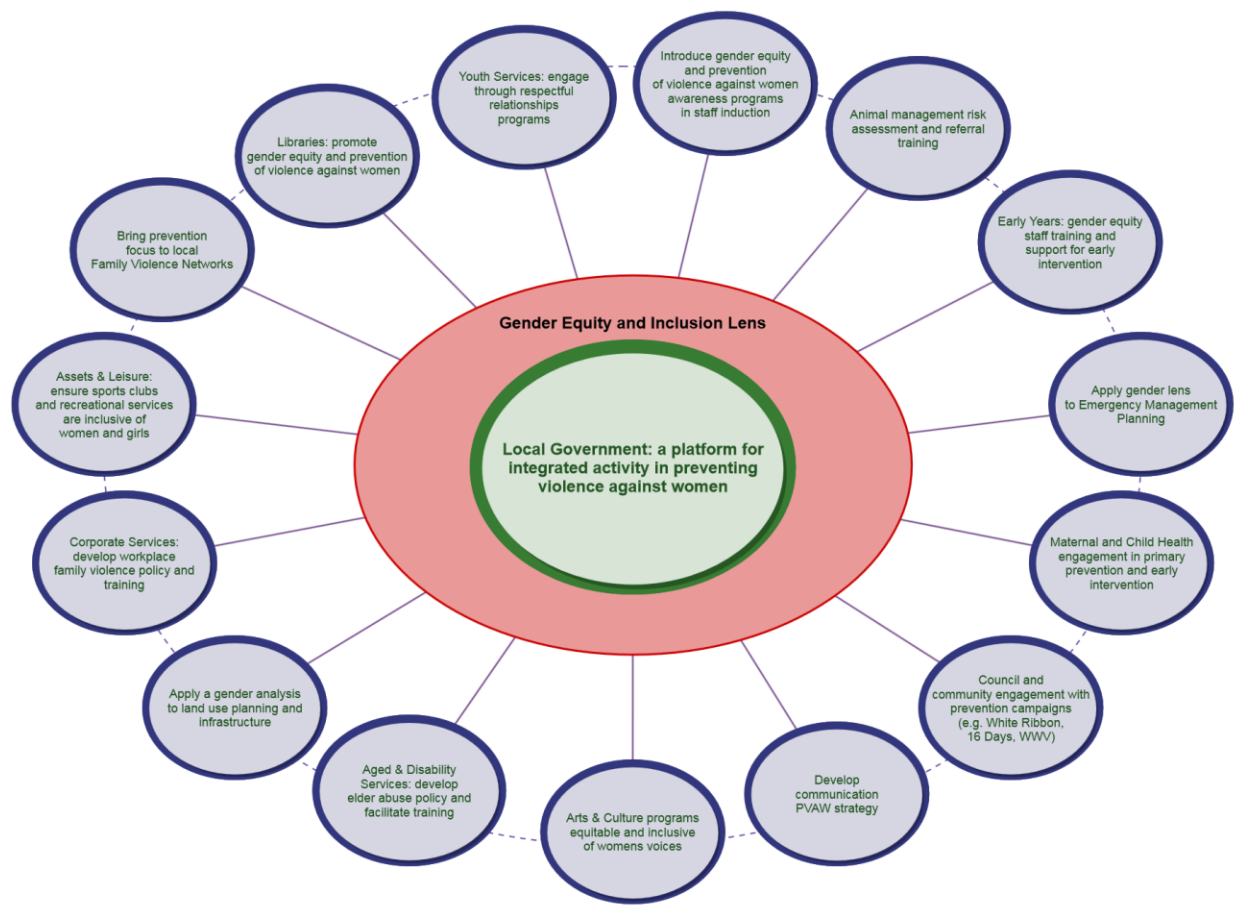 Youth Services: engage
through respectful
relationships
programs
Introduce gender equity
and prevention
of violence against women
awareness programs
in staff induction
Animal management risk
assessment and referral
training
Libraries: promote
gender equity and prevention
of violence against women
Early Years: gender equity
staff training and
support for early
intervention
Bring prevention
focus to local
Family Violence Networks
Gender Equity and Inclusion Lens
Assets & Leisure:
ensure sports clubs
and recreational services
are inclusive of
women and girls
Apply gender lens
to Emergency Management
Planning
Local Government: a platform for
integrated activity in preventing
violence against women
Corporate Services:
develop workplace
family violence policy and
training
Maternal and Child Health
engagement in primary
prevention and early
intervention
Apply a gender analysis
to land use planning and
infrastructure
Council and
community engagement with
prevention campaigns
(e.g. White Ribbon,
16 Days, WWV)
Aged & Disability
Services: develop
elder abuse policy and
facilitate training
Arts & Culture programs
equitable and inclusive
of womens voices
Develop
communication
PVAW strategy